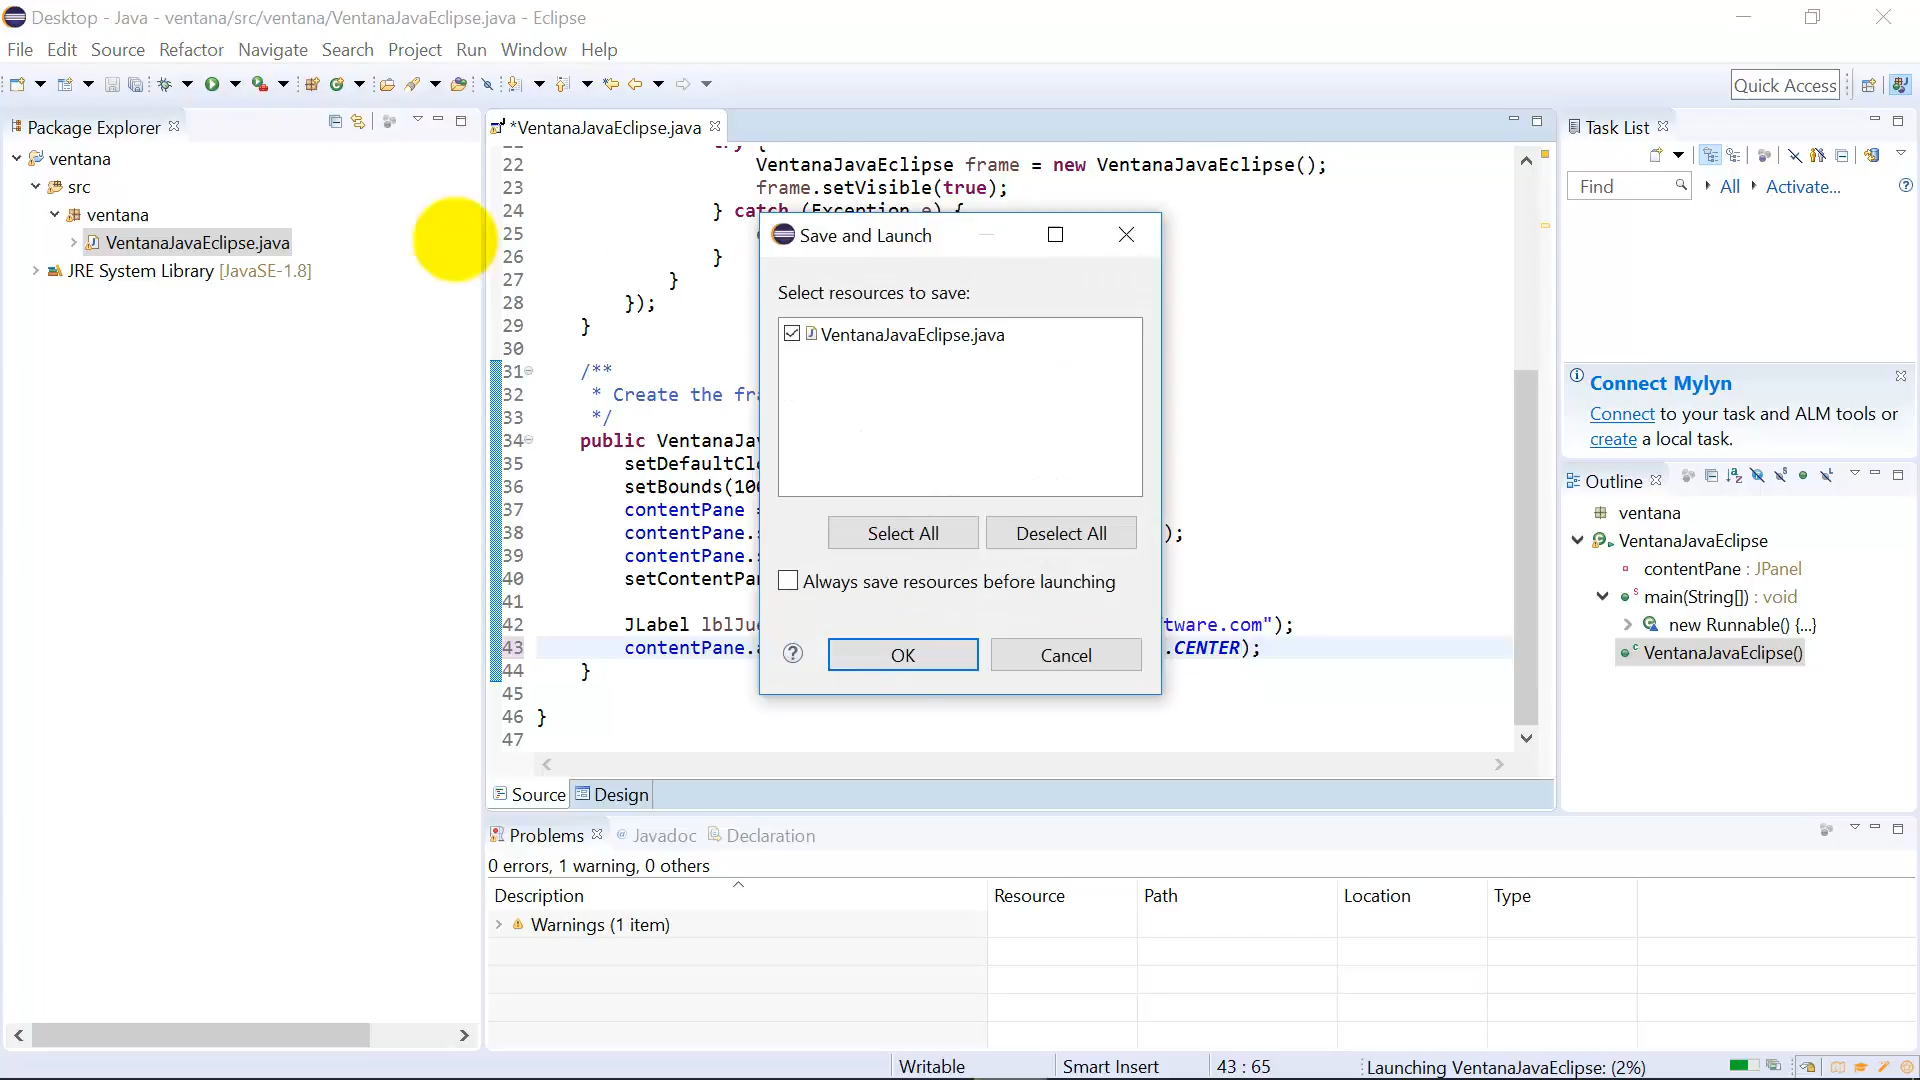 Desktop - Java - ventana/src/ventana/VentanaJavaEclipse.java - Eclipse
File Edit Source Refactor Navigate Search Project Run Window Help
Quick Access
Package Explorer
ventana
src
ventana
VentanaJavaEclipse.java
JRE System Library [JavaSE-1.8]
*VentanaJavaEclipse.java
22 VentanaJavaEclipse frame = new VentanaJavaEclipse();
23 frame.setVisible(true);
24 } catch (Exception e) {
25
26 }
27 }
28 });
29 }
30
31 /**
32 * Create the fra
33 */
34 public VentanaJav
35 setDefaultClo
36 setBounds(100
37 contentPane =
38 contentPane.s );
39 contentPane.s
40 setContentPan
41
42 JLabel lblJue tware.com");
43 contentPane.a .CENTER);
44 }
45
46 }
47
Source Design
Save and Launch
Select resources to save:
VentanaJavaEclipse.java
Select All Deselect All
Always save resources before launching
OK Cancel
Task List
Find All Activate...
Connect Mylyn
Connect to your task and ALM tools or
create a local task.
Outline
ventana
VentanaJavaEclipse
contentPane : JPanel
main(String[]) : void
new Runnable() {...}
VentanaJavaEclipse()
Problems @ Javadoc Declaration
0 errors, 1 warning, 0 others
Description Resource Path Location Type
Warnings (1 item)
Writable Smart Insert 43 : 65 Launching VentanaJavaEclipse: (2%)